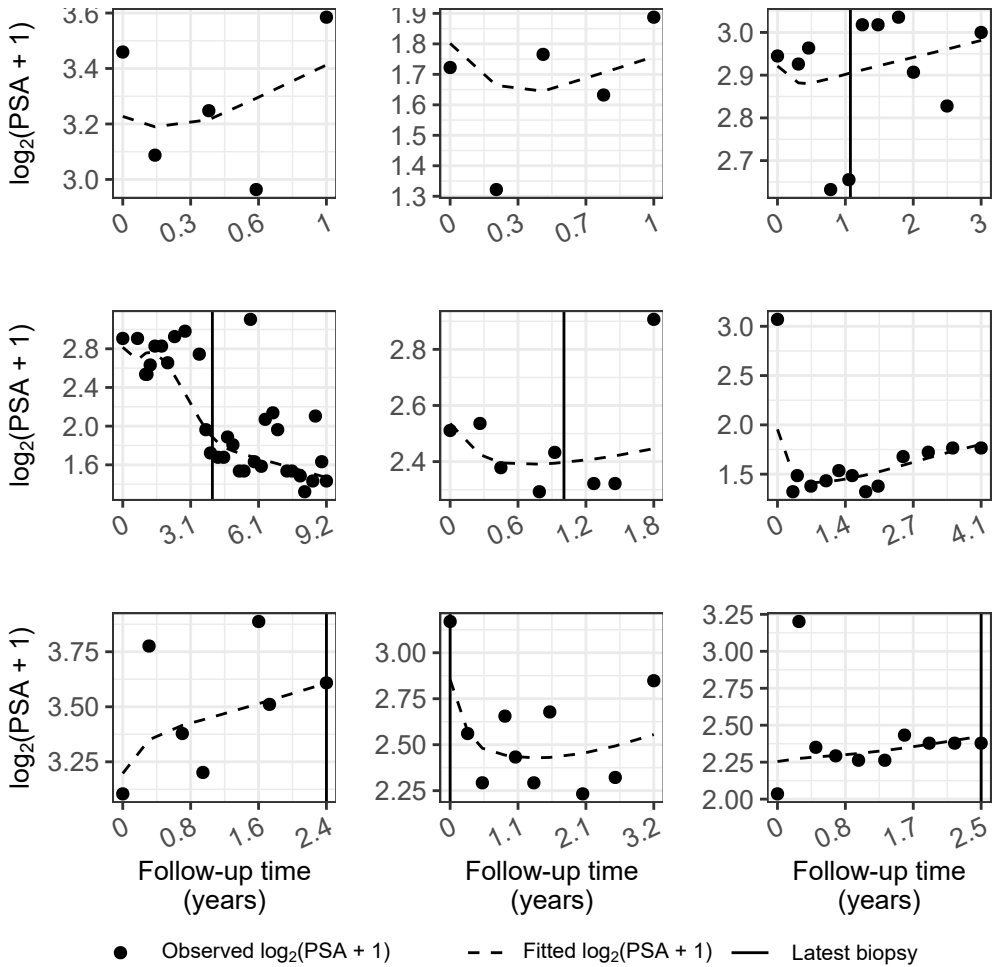 log₂(PSA + 1)
3.6
3.4
3.2
3.0
0 0.3 0.6 1
1.9
1.8
1.7
1.6
1.5
1.4
1.3
0 0.3 0.7 1
3.0
2.9
2.8
2.7
0 1 2 3
log₂(PSA + 1)
2.8
2.4
2.0
1.6
0 3.1 6.1 9.2
2.8
2.6
2.4
0 0.6 1.2 1.8
3.0
2.5
2.0
1.5
0 1.4 2.7 4.1
log₂(PSA + 1)
3.75
3.50
3.25
0 0.8 1.6 2.4
Follow-up time
(years)
3.00
2.75
2.50
2.25
0 1.1 2.1 3.2
Follow-up time
(years)
3.25
3.00
2.75
2.50
2.25
2.00
0 0.8 1.7 2.5
Follow-up time
(years)
Observed log₂(PSA + 1) Fitted log₂(PSA + 1) Latest biopsy